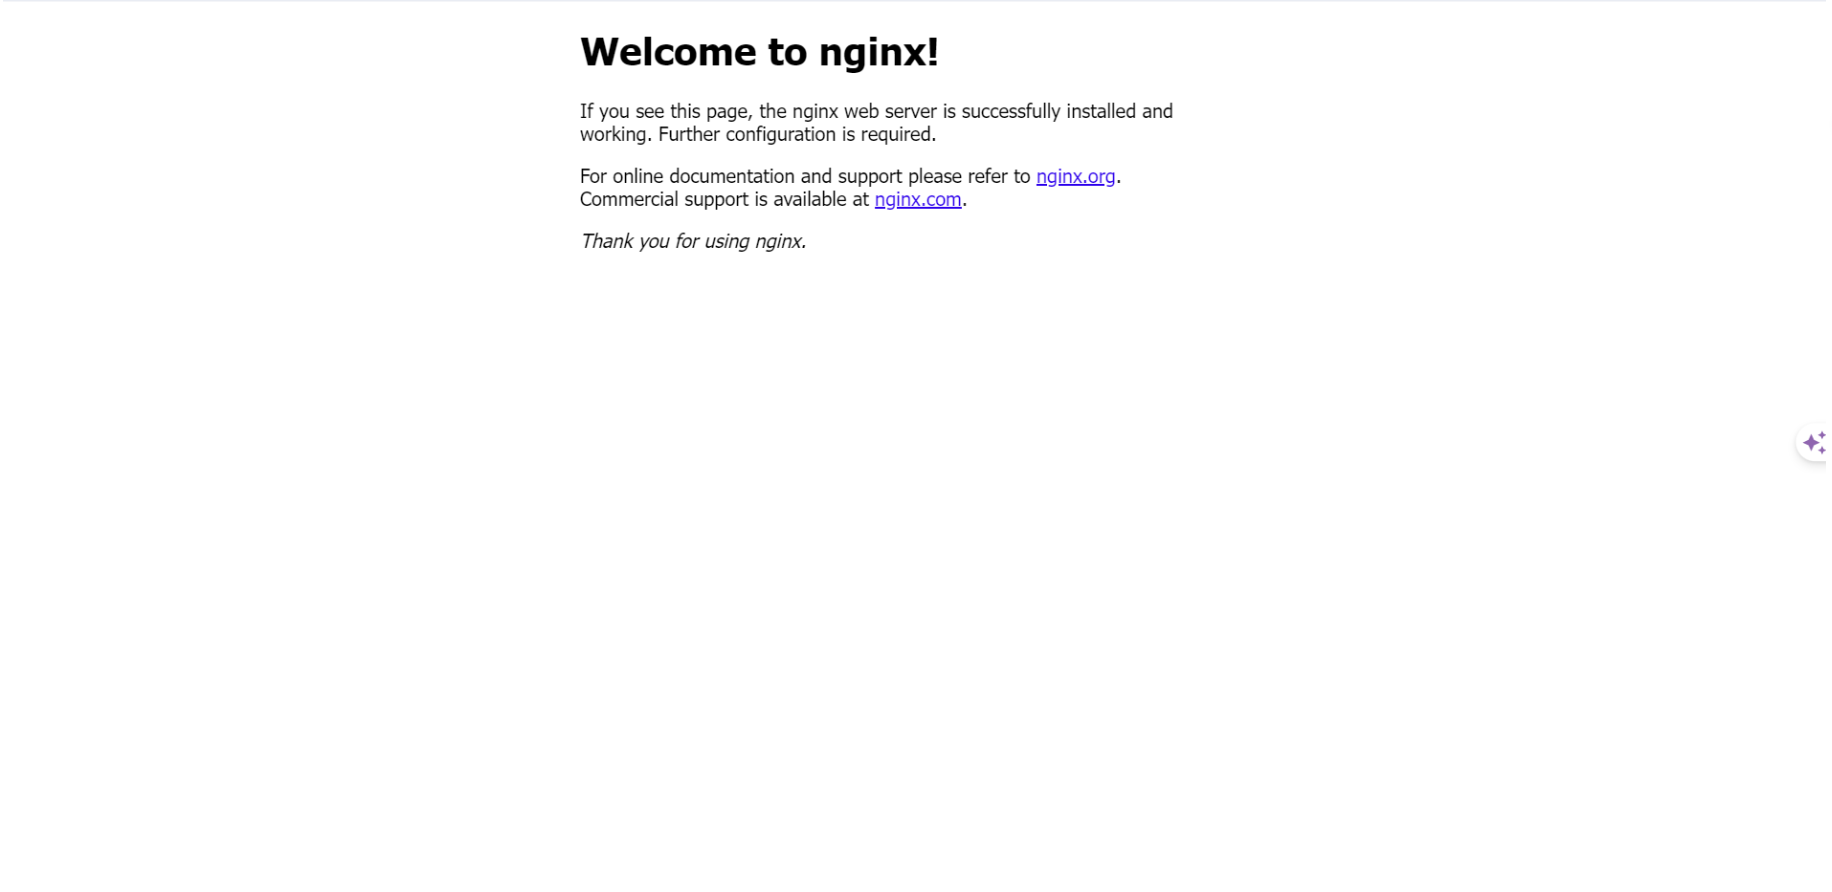 Welcome to nginx!
If you see this page, the nginx web server is successfully installed and
working. Further configuration is required.
For online documentation and support please refer to nginx.org.
Commercial support is available at nginx.com.
Thank you for using nginx.